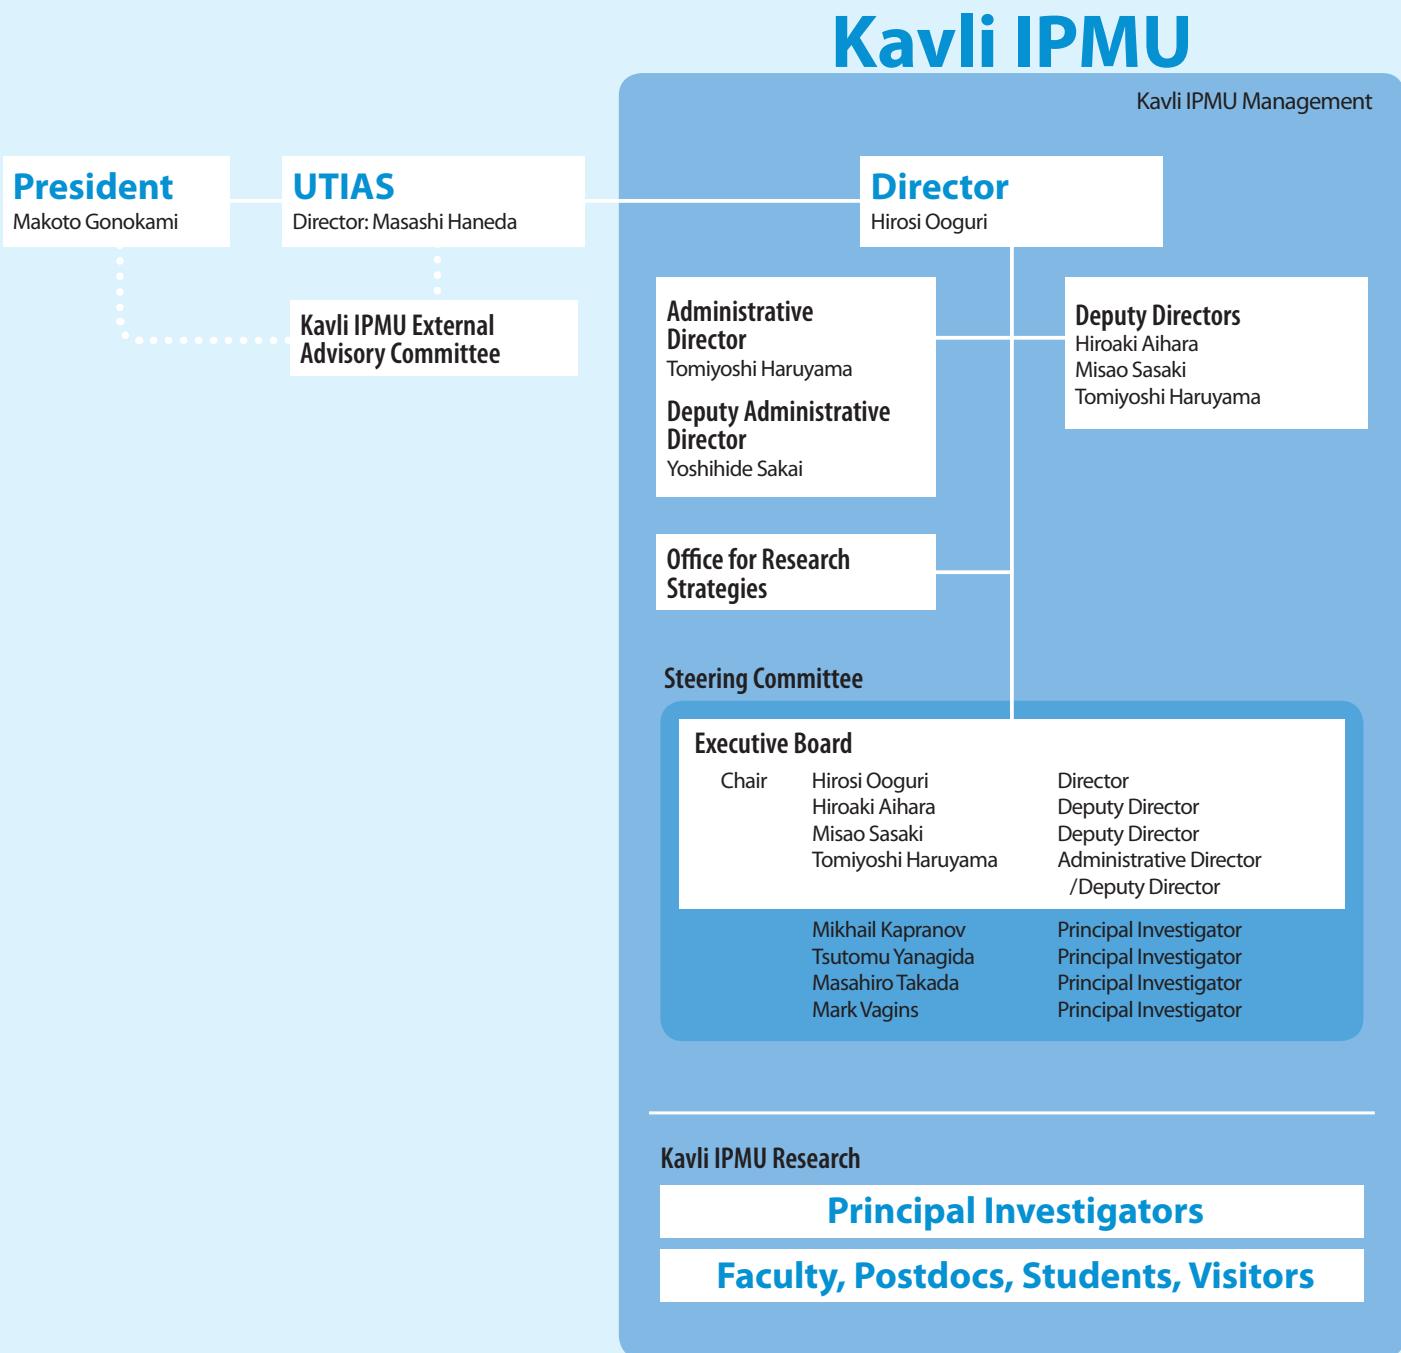 Kavli IPMU
Kavli IPMU Management
President
Makoto Gonokami
UTIAS
Director: Masashi Haneda
Director
Hirosi Ooguri
Kavli IPMU External
Advisory Committee
Administrative
Director
Tomiyoshi Haruyama
Deputy Administrative
Director
Yoshihide Sakai
Deputy Directors
Hiroaki Aihara
Misao Sasaki
Tomiyoshi Haruyama
Office for Research
Strategies
Steering Committee
Executive Board
Chair Hirosi Ooguri Director
Hiroaki Aihara Deputy Director
Misao Sasaki Deputy Director
Tomiyoshi Haruyama Administrative Director
/Deputy Director
Mikhail Kapranov Principal Investigator
Tsutomu Yanagida Principal Investigator
Masahiro Takada Principal Investigator
Mark Vagins Principal Investigator
Kavli IPMU Research
Principal Investigators
Faculty, Postdocs, Students, Visitors